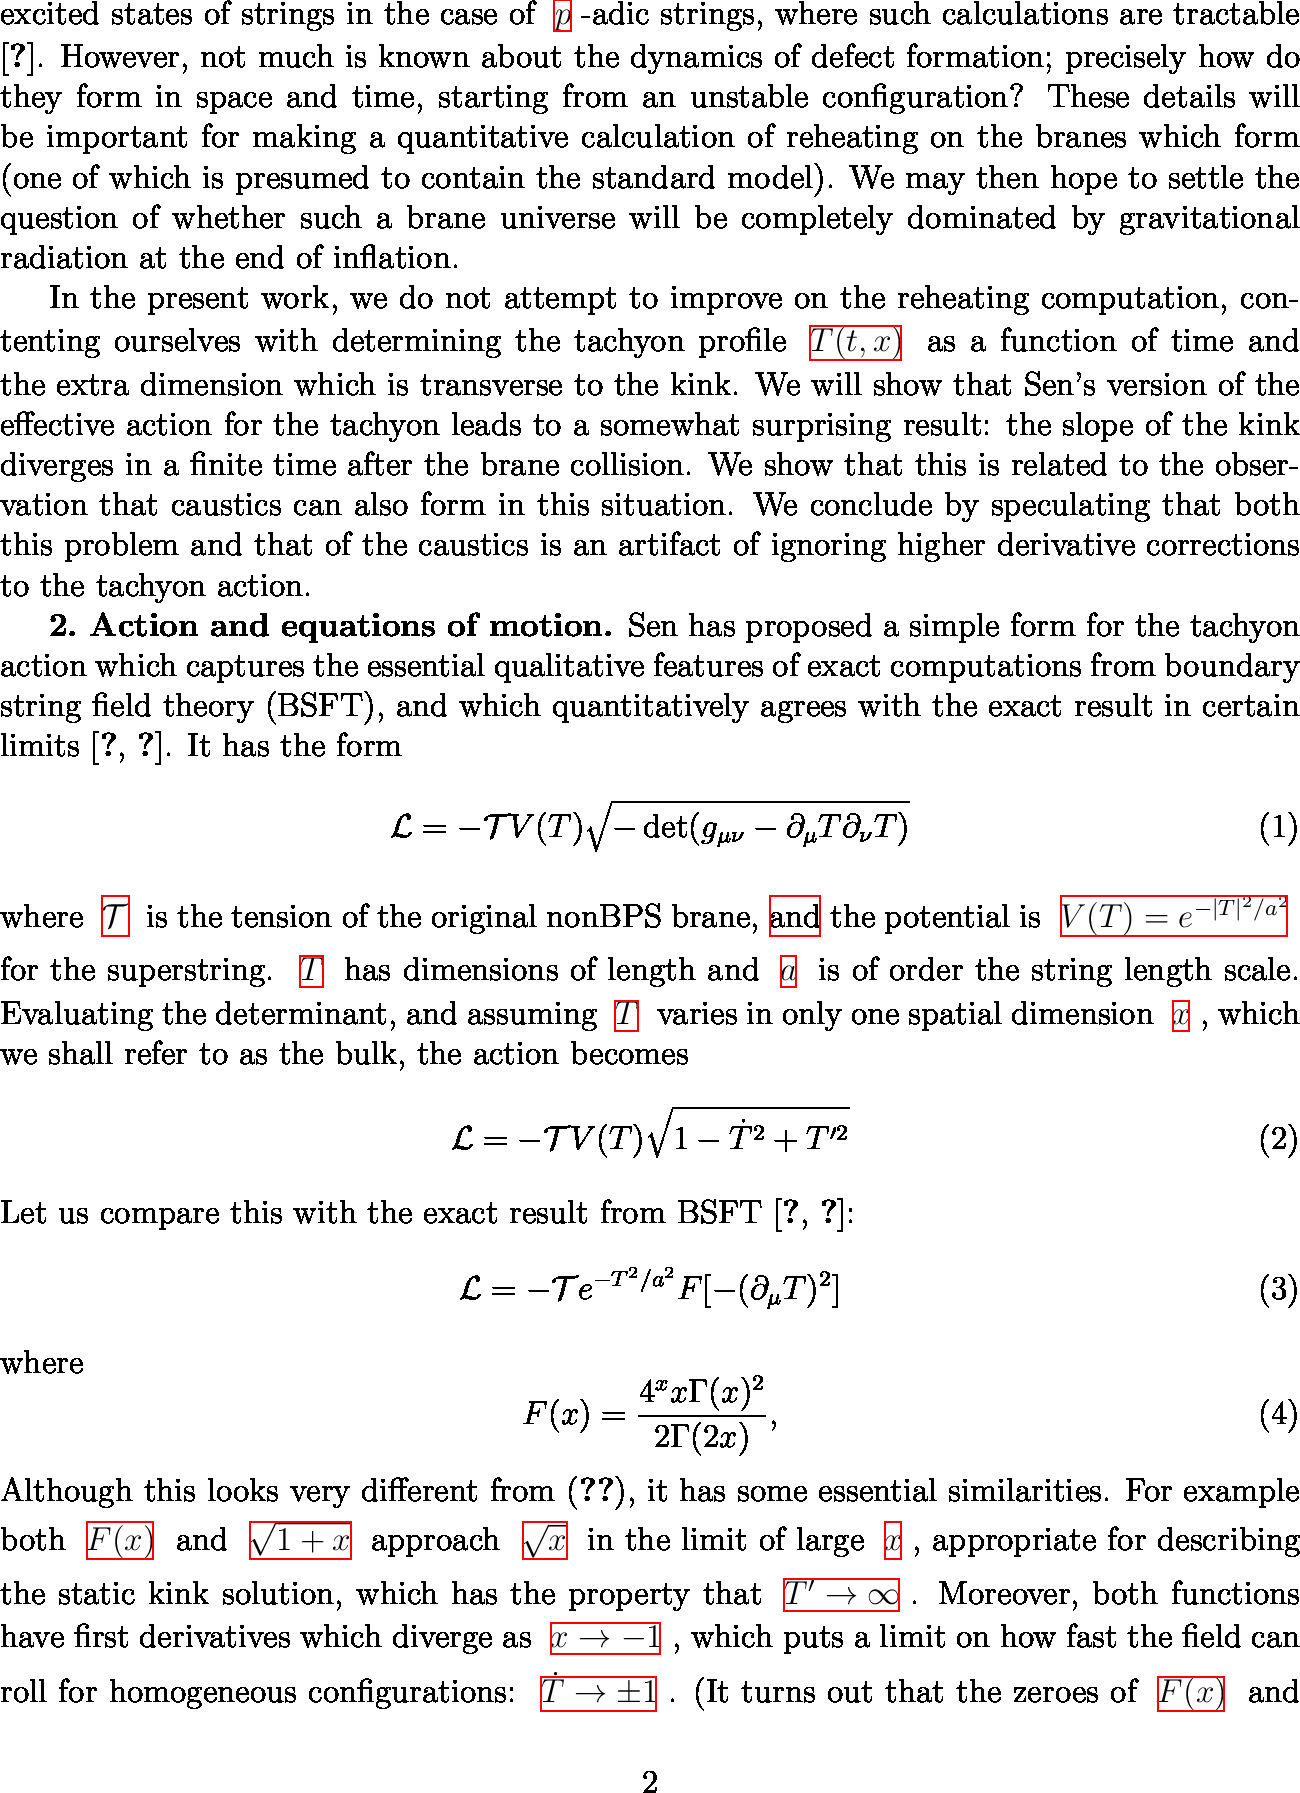 excited states of strings in the case of p -adic strings, where such calculations are tractable
[?]. However, not much is known about the dynamics of defect formation; precisely how do
they form in space and time, starting from an unstable configuration? These details will
be important for making a quantitative calculation of reheating on the branes which form
(one of which is presumed to contain the standard model). We may then hope to settle the
question of whether such a brane universe will be completely dominated by gravitational
radiation at the end of inflation.
In the present work, we do not attempt to improve on the reheating computation, con-
tenting ourselves with determining the tachyon profile T(t, x) as a function of time and
the extra dimension which is transverse to the kink. We will show that Sen's version of the
effective action for the tachyon leads to a somewhat surprising result: the slope of the kink
diverges in a finite time after the brane collision. We show that this is related to the obser-
vation that caustics can also form in this situation. We conclude by speculating that both
this problem and that of the caustics is an artifact of ignoring higher derivative corrections
to the tachyon action.
2. Action and equations of motion. Sen has proposed a simple form for the tachyon
action which captures the essential qualitative features of exact computations from boundary
string field theory (BSFT), and which quantitatively agrees with the exact result in certain
limits [?, ?]. It has the form
$\mathcal{L} = -\mathcal{T}V(T)\sqrt{-\det(g_{\mu\nu} - \partial_\mu T\partial_\nu T)}$ (1)
where $\mathcal{T}$ is the tension of the original nonBPS brane, and the potential is $V(T) = e^{-|T|^2/a^2}$
for the superstring. T has dimensions of length and a is of order the string length scale.
Evaluating the determinant, and assuming T varies in only one spatial dimension x , which
we shall refer to as the bulk, the action becomes
$\mathcal{L} = -\mathcal{T}V(T)\sqrt{1 - \dot{T}^2 + T'^2}$ (2)
Let us compare this with the exact result from BSFT [?, ?]:
$\mathcal{L} = -\mathcal{T}e^{-T^2/a^2}F[-(\partial_\mu T)^2]$ (3)
where
$F(x) = \frac{4^x x\Gamma(x)^2}{2\Gamma(2x)},$ (4)
Although this looks very different from (??), it has some essential similarities. For example
both F(x) and $\sqrt{1 + x}$ approach $\sqrt{x}$ in the limit of large x , appropriate for describing
the static kink solution, which has the property that $T' \to \infty$ . Moreover, both functions
have first derivatives which diverge as $x \to -1$ , which puts a limit on how fast the field can
roll for homogeneous configurations: $\dot{T} \to \pm 1$ . (It turns out that the zeroes of F(x) and
2